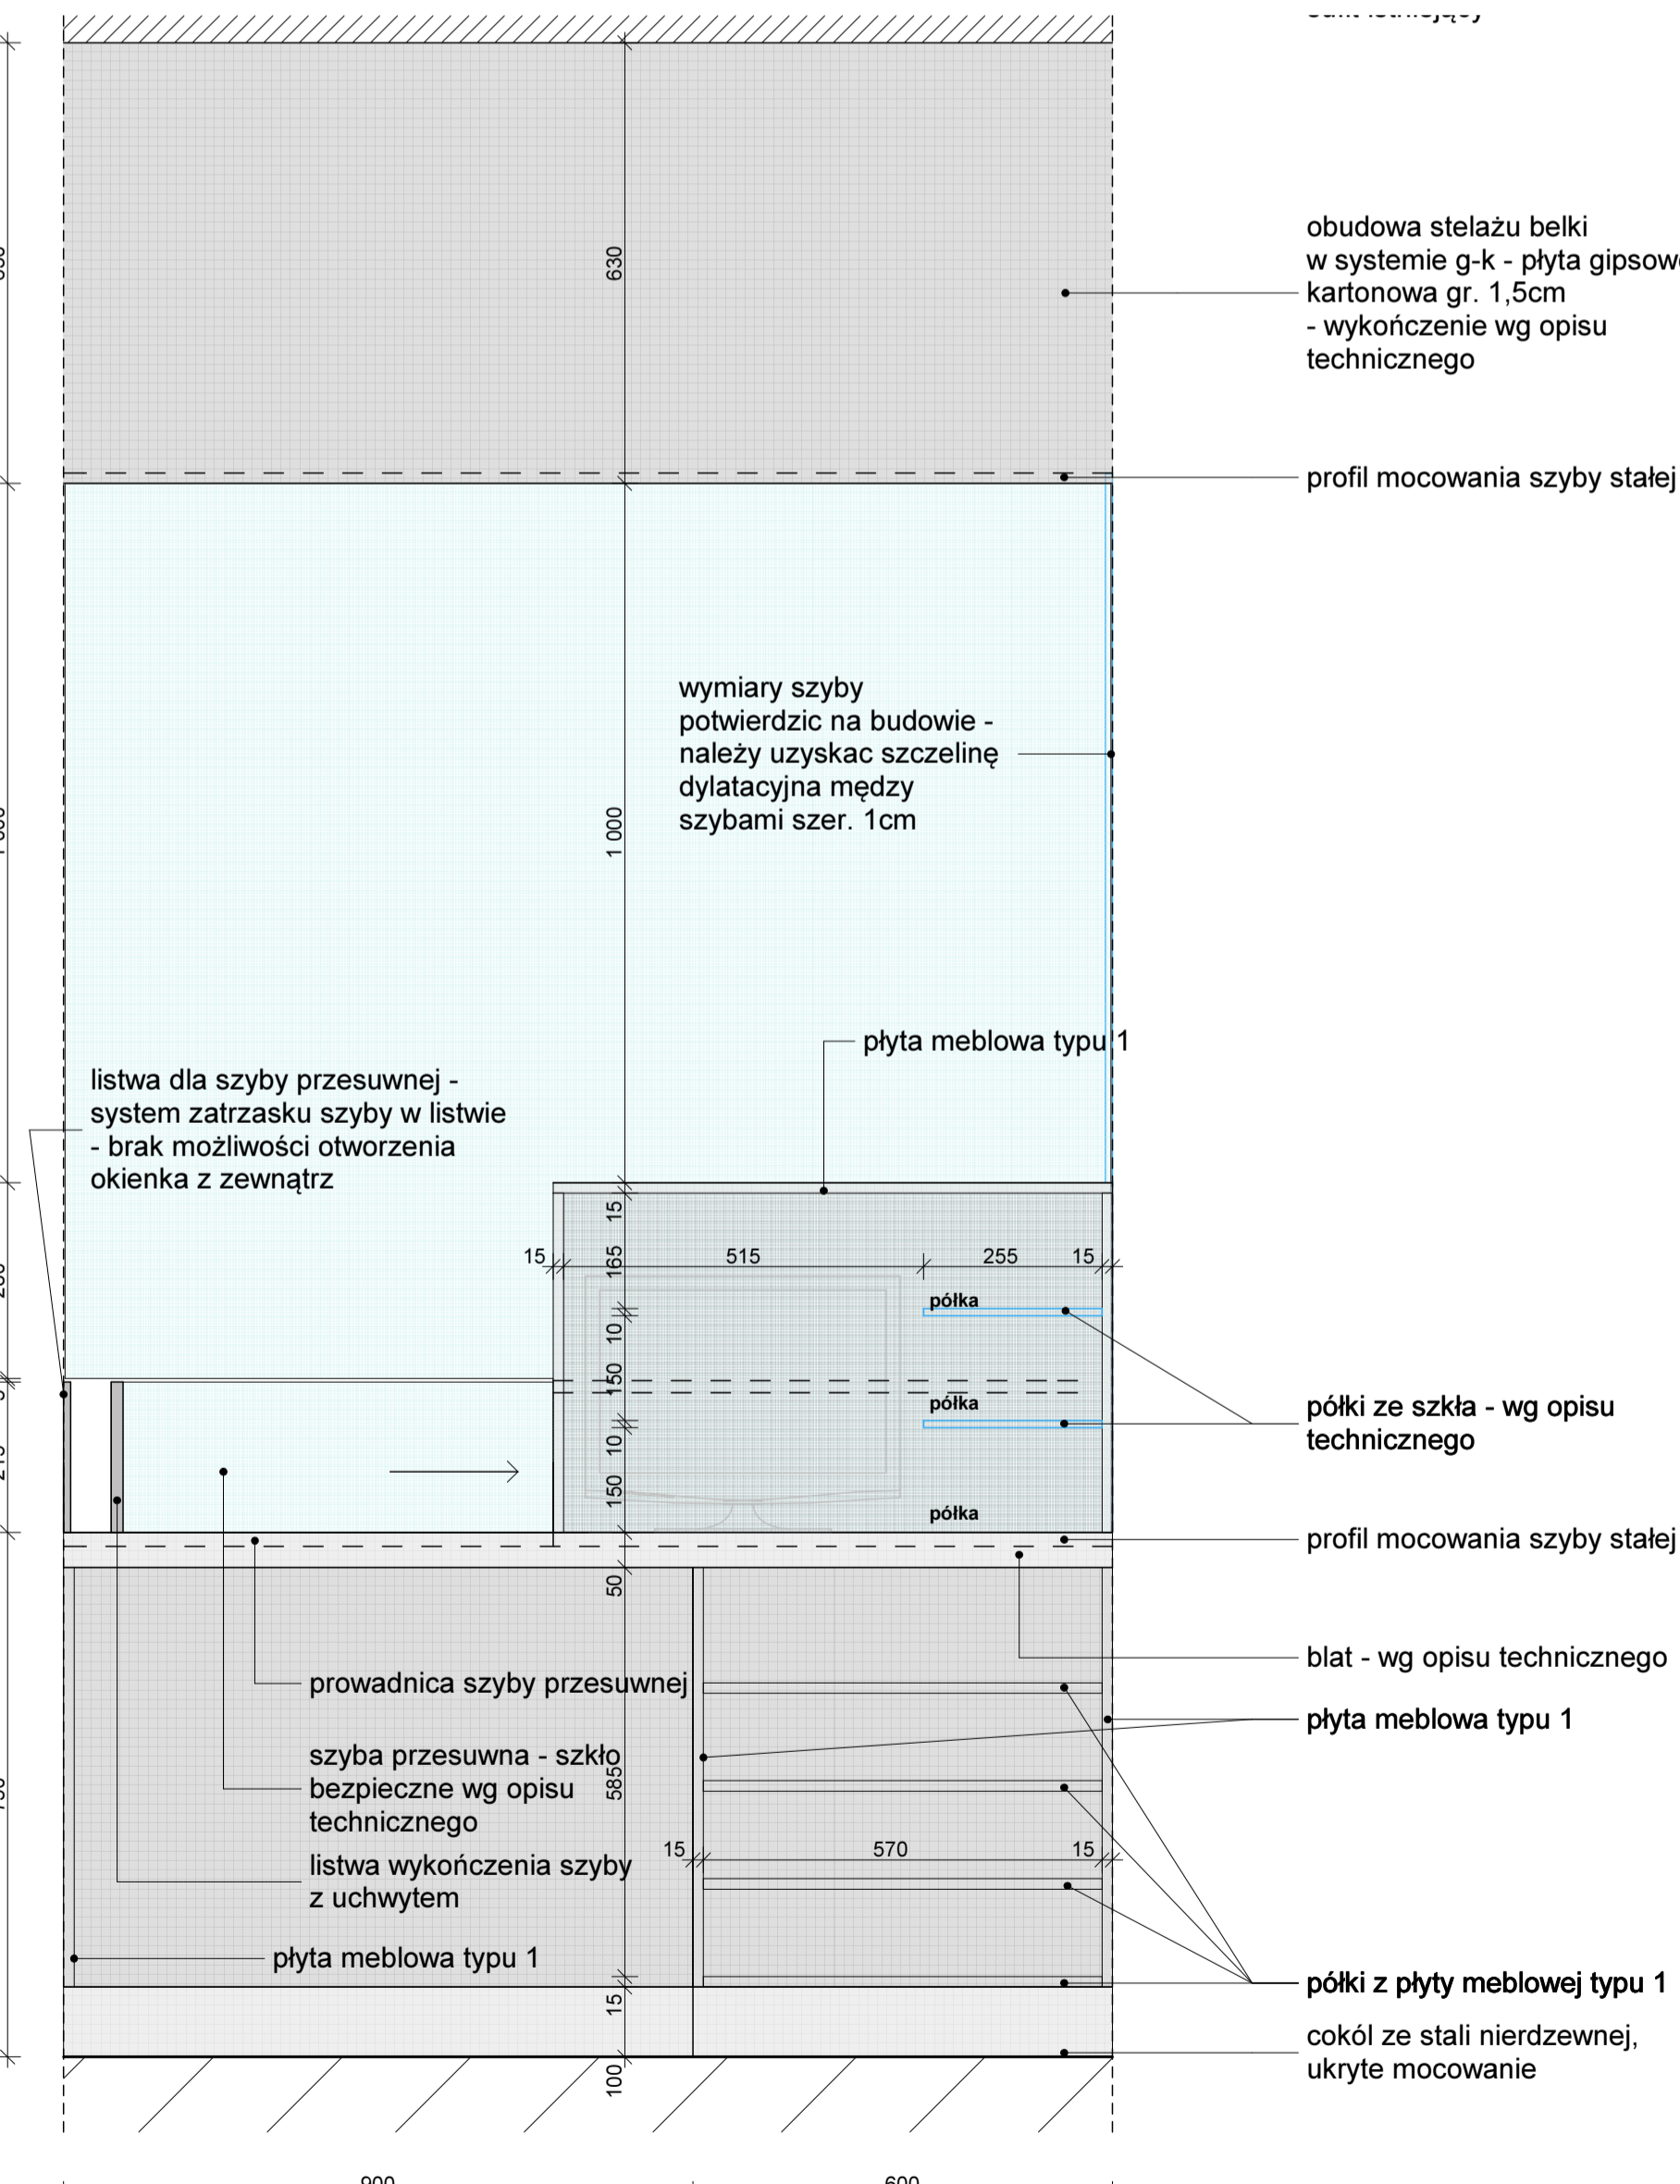 obudowa stelażu belki
w systemie g-k - płyta
kartonowa gr. 1,5cm
- wykończenie wg opisu
technicznego
630
profil mocowania szyby stałej
wymiary szyby
potwierdzic na budowie -
należy uzyskac szczelinę
dylatacyjna mędzy
szybami szer. 1cm
1 000
płyta meblowa typu 1
listwa dla szyby przesuwnej -
system zatrzasku szyby w listwie
- brak możliwości otworzenia
okienka z zewnątrz
15
165
15 515 255 15
półka
10
150
półka
10
150
półka
półki ze szkła - wg opisu
technicznego
profil mocowania szyby stałej
50
blat - wg opisu technicznego
prowadnica szyby przesuwnej
płyta meblowa typu 1
szyba przesuwna - szkło
bezpieczne wg opisu
technicznego
585
15 570 15
listwa wykończenia szyby
z uchwytem
płyta meblowa typu 1
półki z płyty meblowej typu 1
15
cokól ze stali nierdzewnej,
ukryte mocowanie
100
900 600